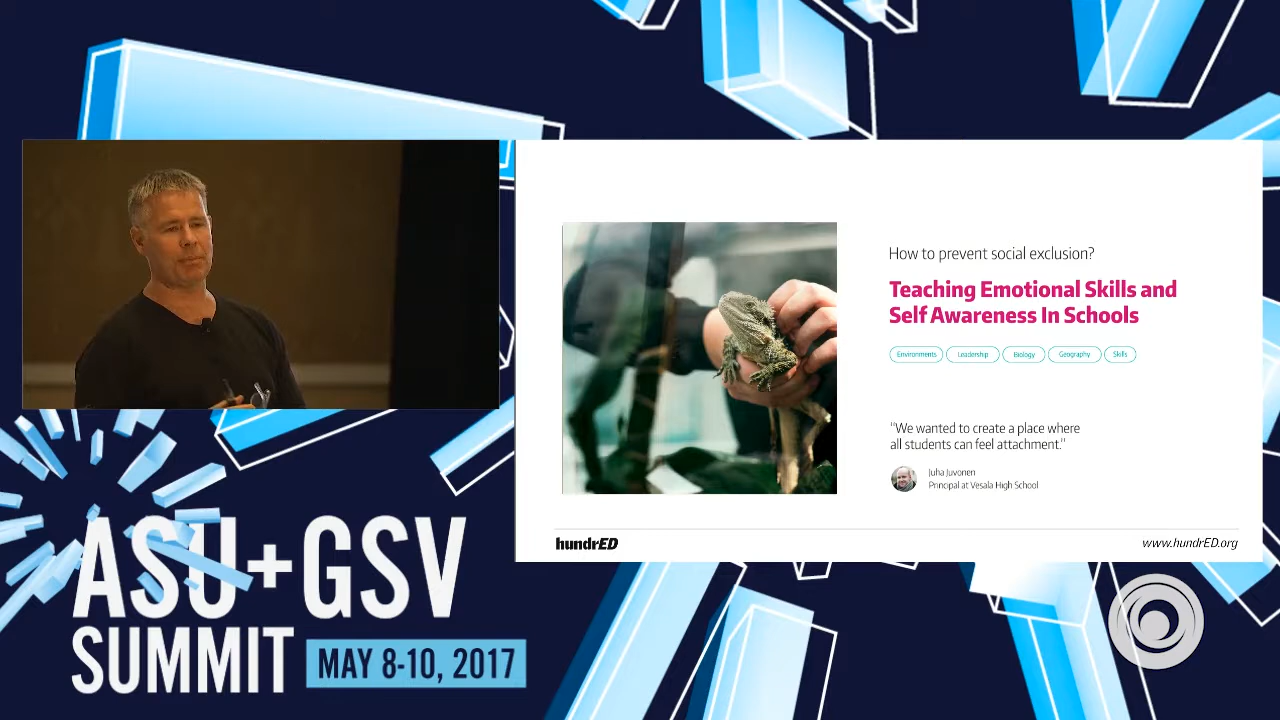 How to prevent social exclusion?
Teaching Emotional Skills and
Self Awareness In Schools
Environments Leadership Biology Geography Skills
“We wanted to create a place where
all students can feel attachment.”
Juha Juvonen
Principal at Vesala High School
hundrED www.hundrED.org
ASU+GSV
SUMMIT MAY 8-10, 2017